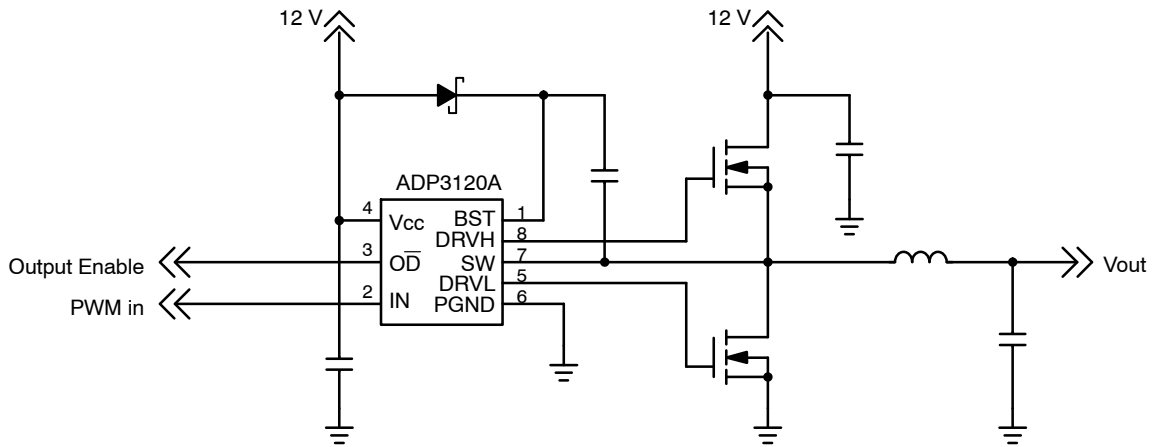 12 V
12 V
ADP3120A
4
Vcc
BST
1
DRVH
8
Output Enable
3
OD̅
SW
7
DRVL
5
PWM in
2
IN
PGND
6
Vout